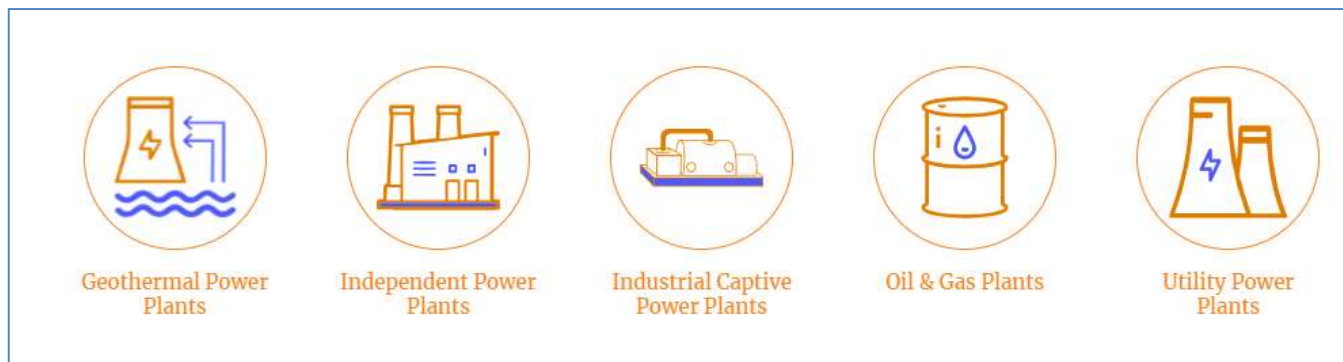 Geothermal Power
Plants
Independent Power
Plants
Industrial Captive
Power Plants
Oil & Gas Plants
Utility Power
Plants